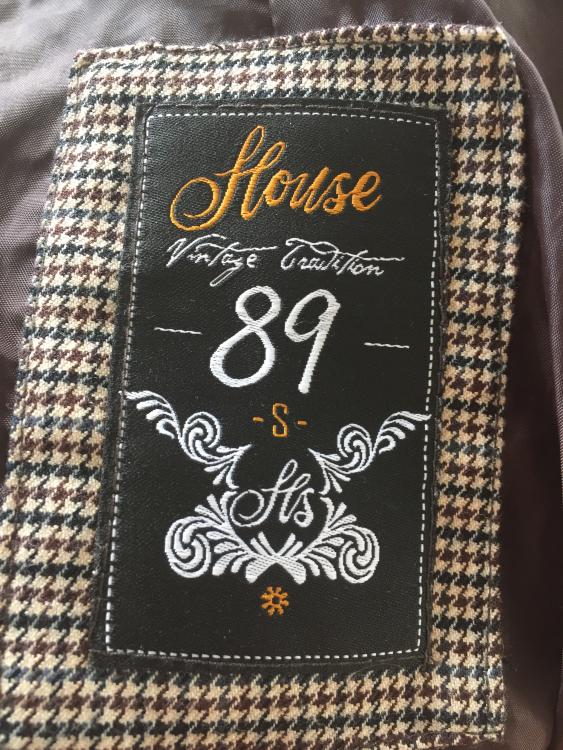 House
Vintage Tradition
- 89 -
- S -
Hs